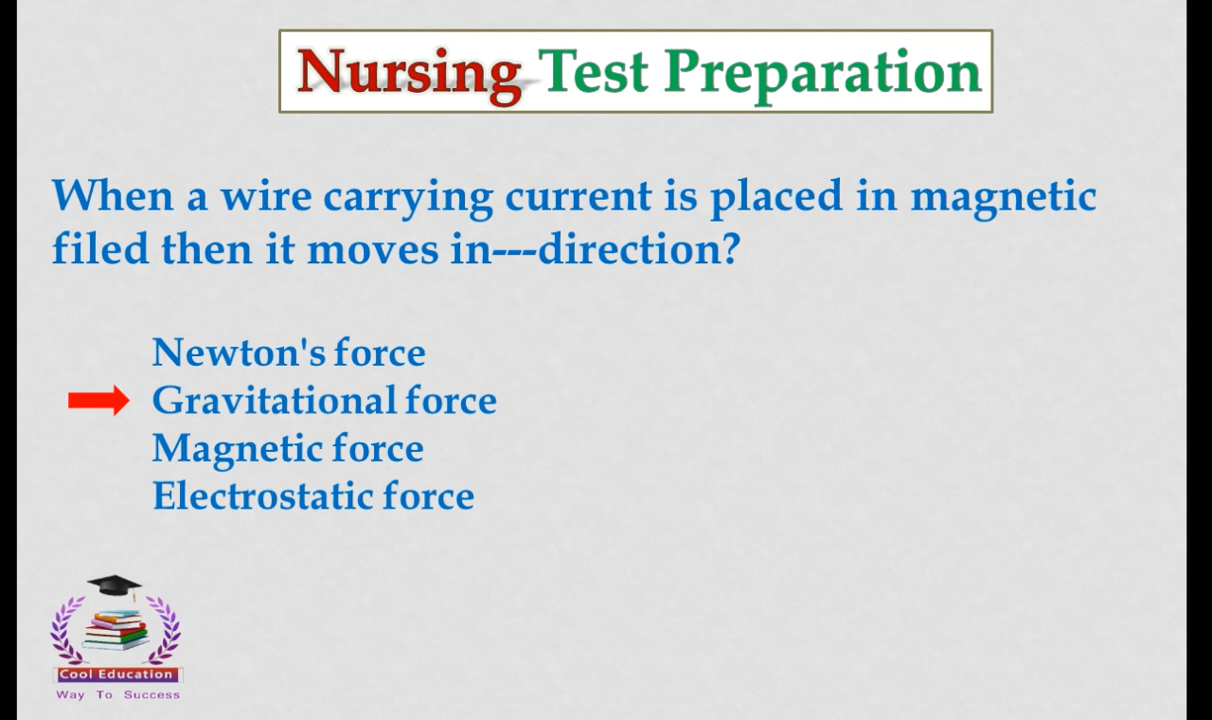 Nursing Test Preparation
When a wire carrying current is placed in magnetic
filed then it moves in---direction?
Newton's force
Gravitational force
Magnetic force
Electrostatic force
Cool Education
Way To Success